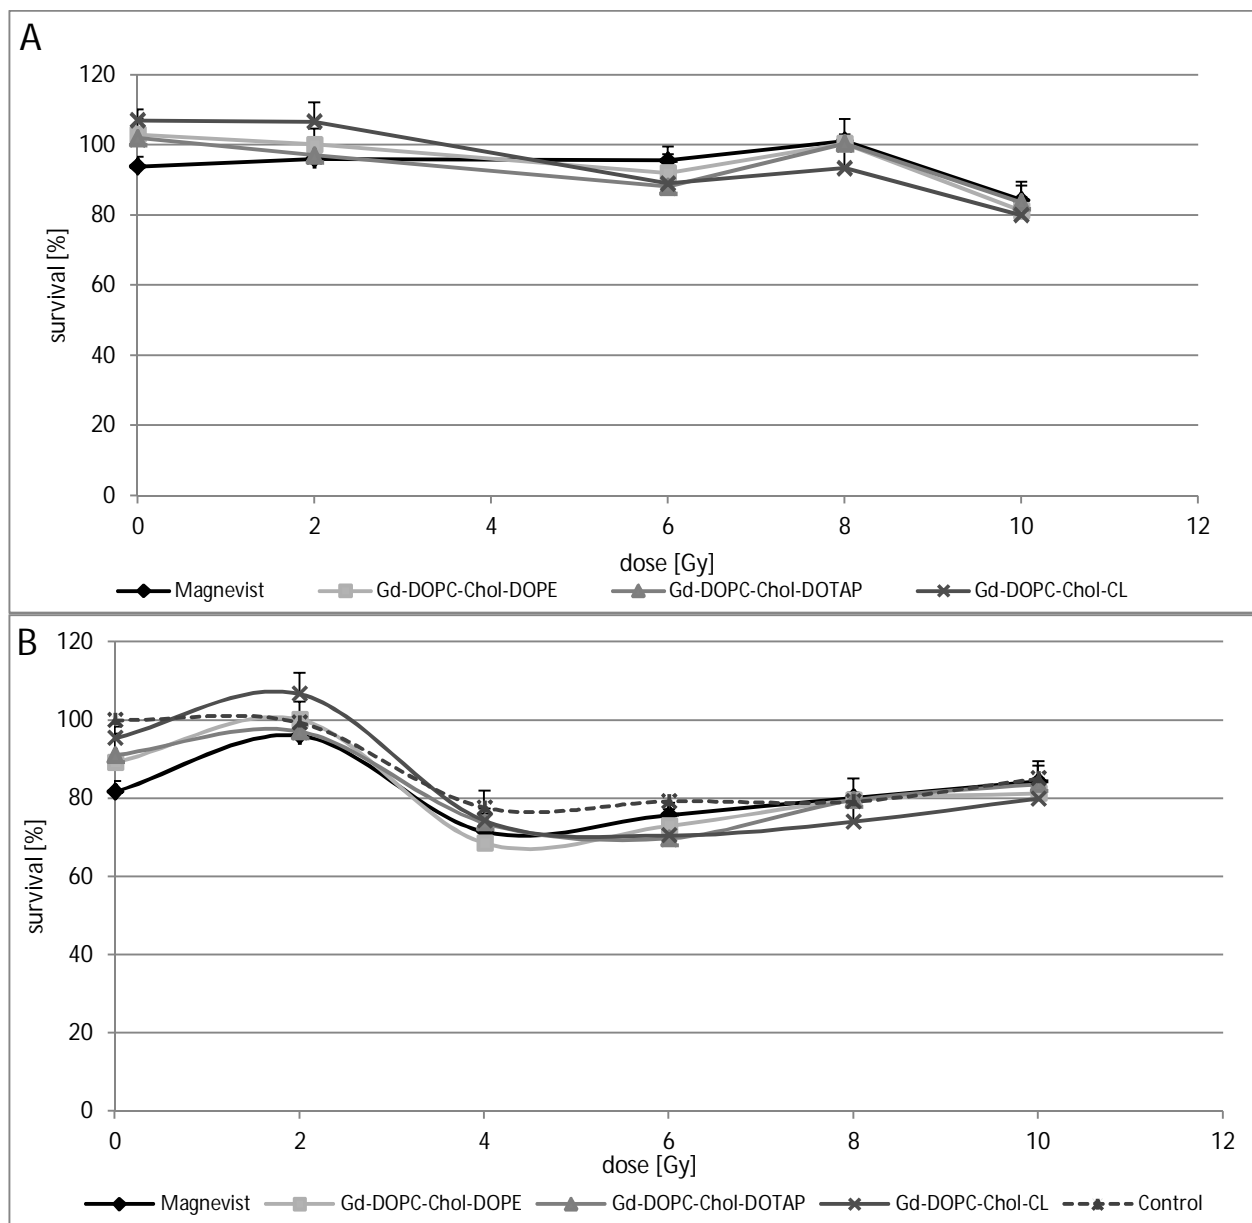 A
120
100
80
60
40
20
0
survival [%]
0 2 4 6 8 10 12
dose [Gy]
Magnevist Gd-DOPC-Chol-DOPE Gd-DOPC-Chol-DOTAP Gd-DOPC-Chol-CL
B
120
100
80
60
40
20
0
survival [%]
0 2 4 6 8 10 12
dose [Gy]
Magnevist Gd-DOPC-Chol-DOPE Gd-DOPC-Chol-DOTAP Gd-DOPC-Chol-CL Control